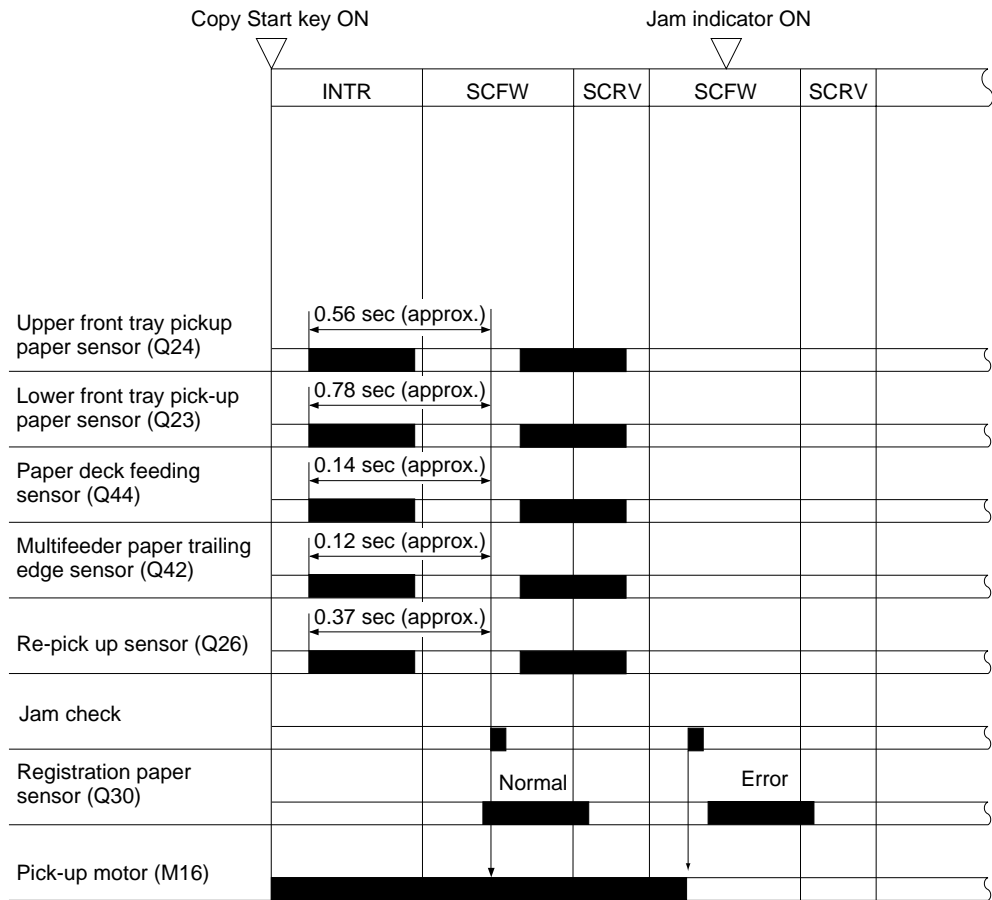 Copy Start key ON
Jam indicator ON
INTR
SCFW
SCRV
SCFW
SCRV
0.56 sec (approx.)
Upper front tray pickup
paper sensor (Q24)
0.78 sec (approx.)
Lower front tray pick-up
paper sensor (Q23)
0.14 sec (approx.)
Paper deck feeding
sensor (Q44)
0.12 sec (approx.)
Multifeeder paper trailing
edge sensor (Q42)
0.37 sec (approx.)
Re-pick up sensor (Q26)
Jam check
Registration paper
sensor (Q30)
Normal
Error
Pick-up motor (M16)